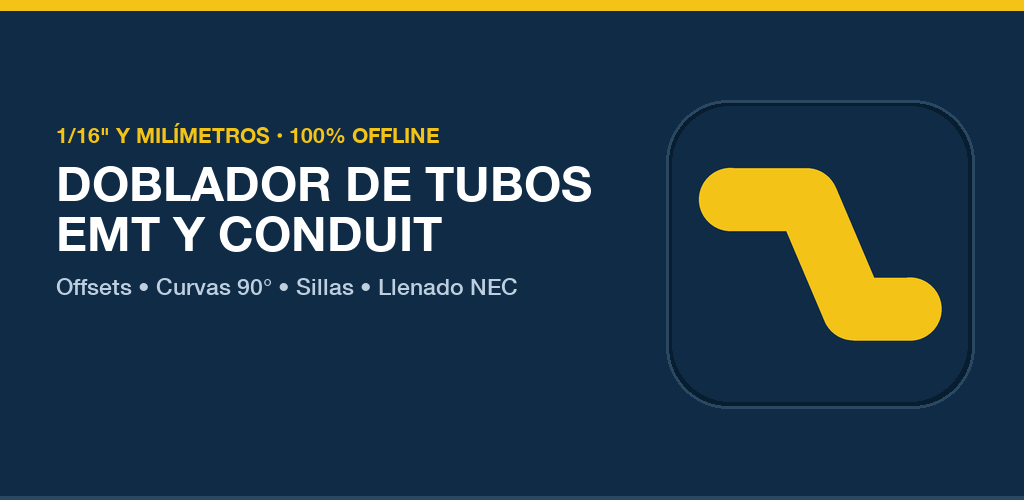 1/16" Y MILÍMETROS · 100% OFFLINE
DOBLADOR DE TUBOS
EMT Y CONDUIT
Offsets • Curvas 90° • Sillas • Llenado NEC